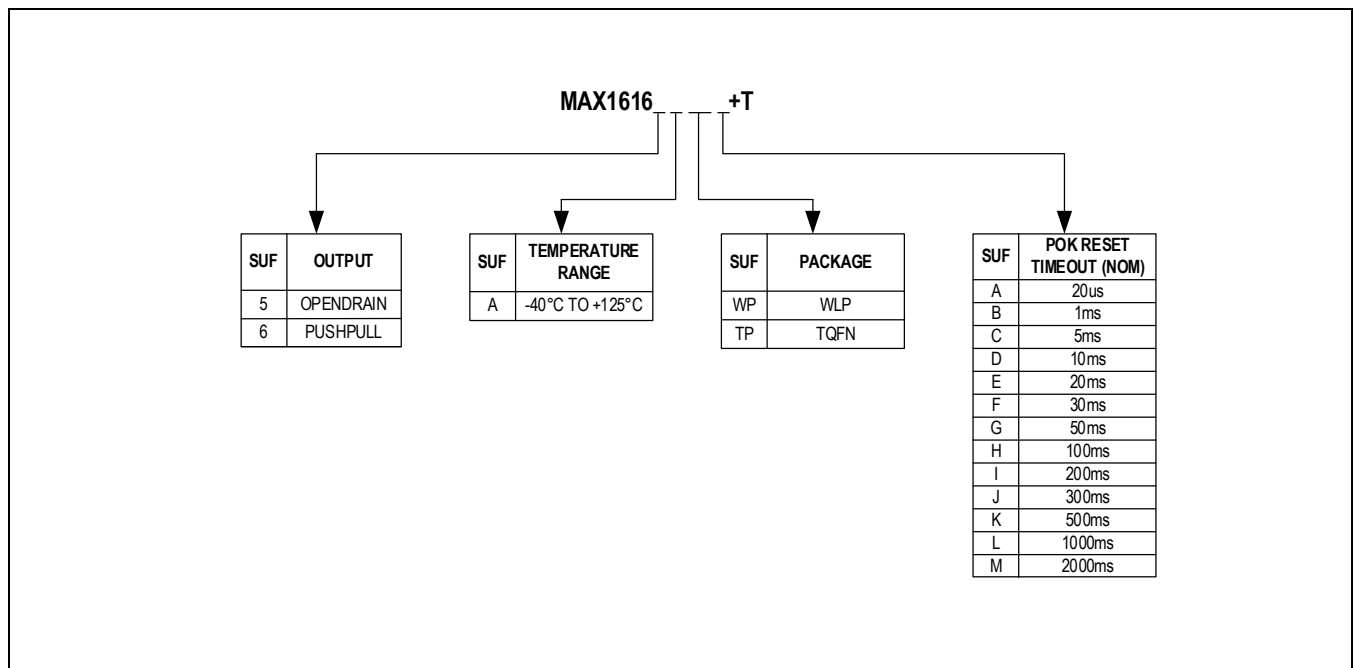 MAX1616_ _ _ _+T
SUF OUTPUT
5 OPENDRAIN
6 PUSHPULL
SUF TEMPERATURE RANGE
A -40°C TO +125°C
SUF PACKAGE
WP WLP
TP TQFN
SUF POK RESET TIMEOUT (NOM)
A 20us
B 1ms
C 5ms
D 10ms
E 20ms
F 30ms
G 50ms
H 100ms
I 200ms
J 300ms
K 500ms
L 1000ms
M 2000ms